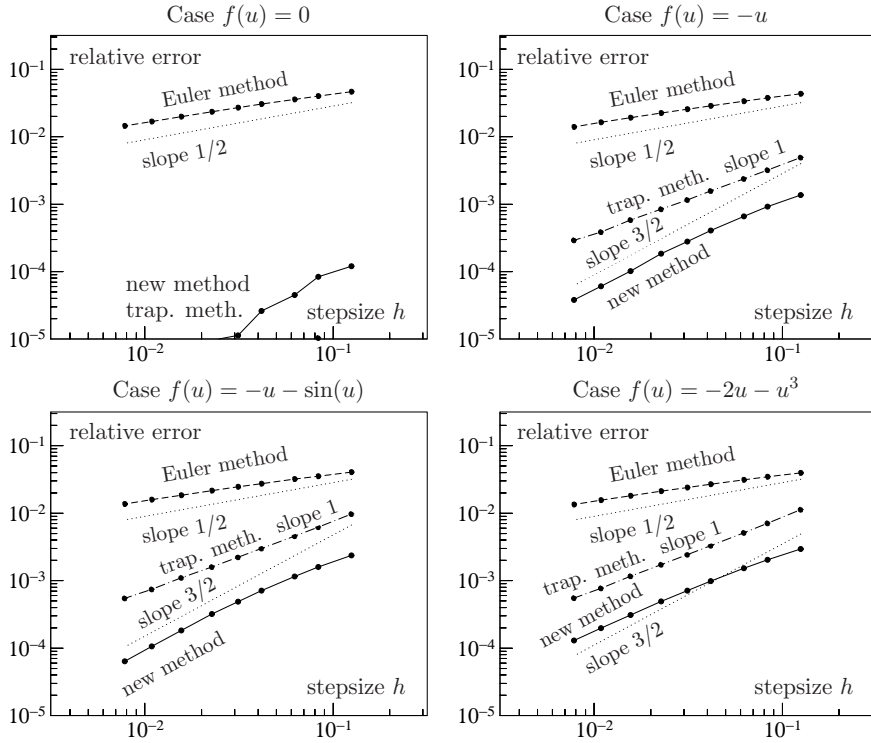 Case f(u) = 0
relative error
Euler method
slope 1/2
new method
trap. meth.
stepsize h
10⁻¹
10⁻²
10⁻³
10⁻⁴
10⁻⁵
10⁻²
10⁻¹
Case f(u) = −u
relative error
Euler method
slope 1/2
trap. meth. slope 1
slope 3/2
new method
stepsize h
10⁻¹
10⁻²
10⁻³
10⁻⁴
10⁻⁵
10⁻²
10⁻¹
Case f(u) = −u − sin(u)
relative error
Euler method
slope 1/2
trap. meth. slope 1
slope 3/2
new method
stepsize h
10⁻¹
10⁻²
10⁻³
10⁻⁴
10⁻⁵
10⁻²
10⁻¹
Case f(u) = −2u − u³
relative error
Euler method
slope 1/2
trap. meth. slope 1
new method
slope 3/2
stepsize h
10⁻¹
10⁻²
10⁻³
10⁻⁴
10⁻⁵
10⁻²
10⁻¹